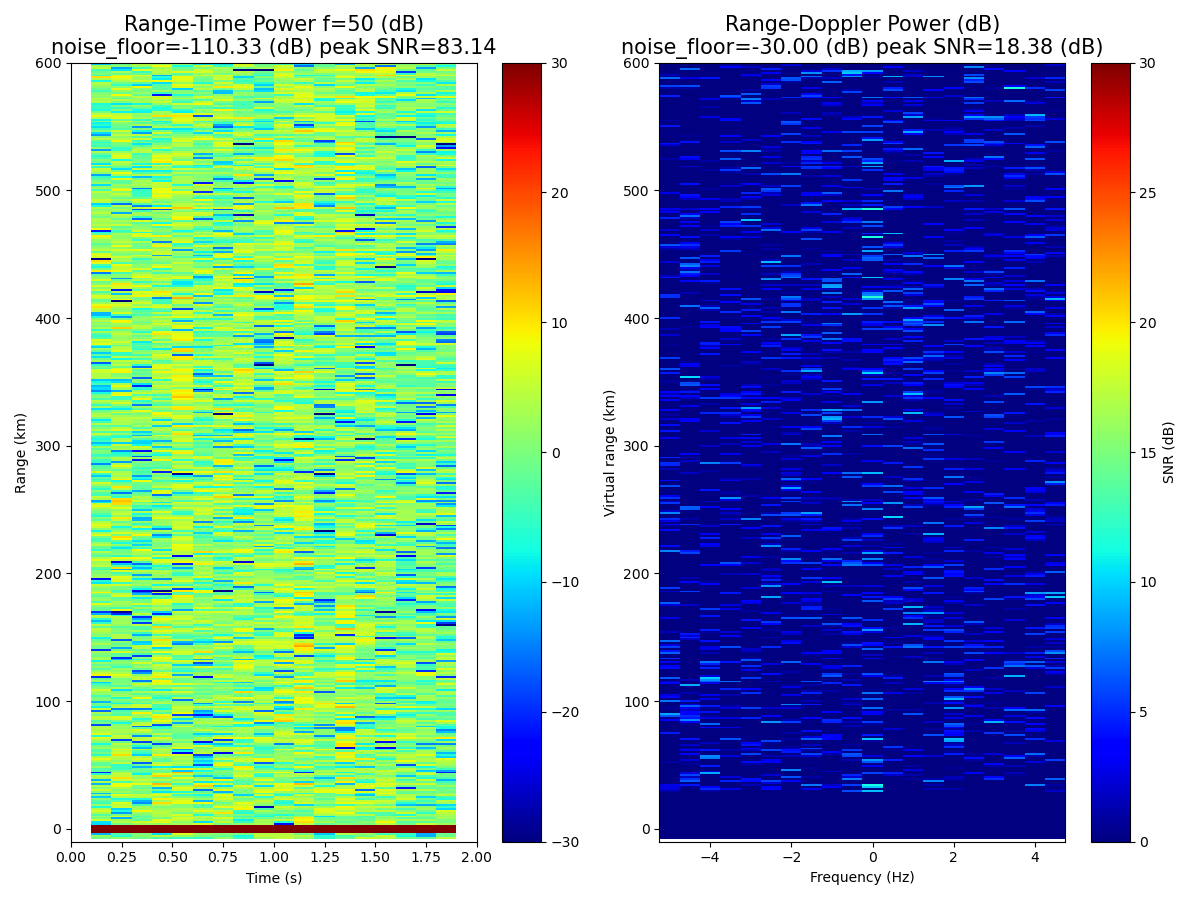 Range-Time Power f=50 (dB)
noise_floor=-110.33 (dB) peak SNR=83.14
Range (km)
600
500
400
300
200
100
0
0.00 0.25 0.50 0.75 1.00 1.25 1.50 1.75 2.00
Time (s)
30
20
10
0
−10
−20
−30
Range-Doppler Power (dB)
noise_floor=-30.00 (dB) peak SNR=18.38 (dB)
Virtual range (km)
600
500
400
300
200
100
0
−4 −2 0 2 4
Frequency (Hz)
30
25
20
15
10
5
0
SNR (dB)